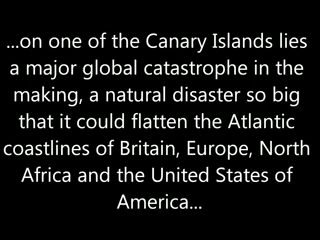 ...on one of the Canary Islands lies
a major global catastrophe in the
making, a natural disaster so big
that it could flatten the Atlantic
coastlines of Britain, Europe, North
Africa and the United States of
America...